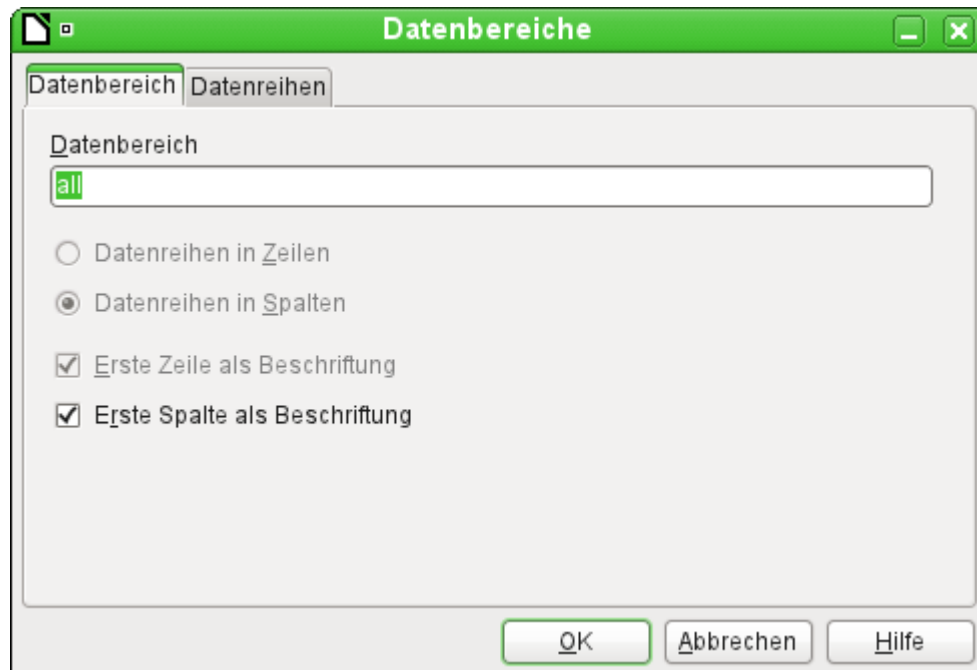 Datenbereiche
Datenbereich Datenreihen
Datenbereich
all
Datenreihen in Zeilen
Datenreihen in Spalten
Erste Zeile als Beschriftung
Erste Spalte als Beschriftung
OK Abbrechen Hilfe